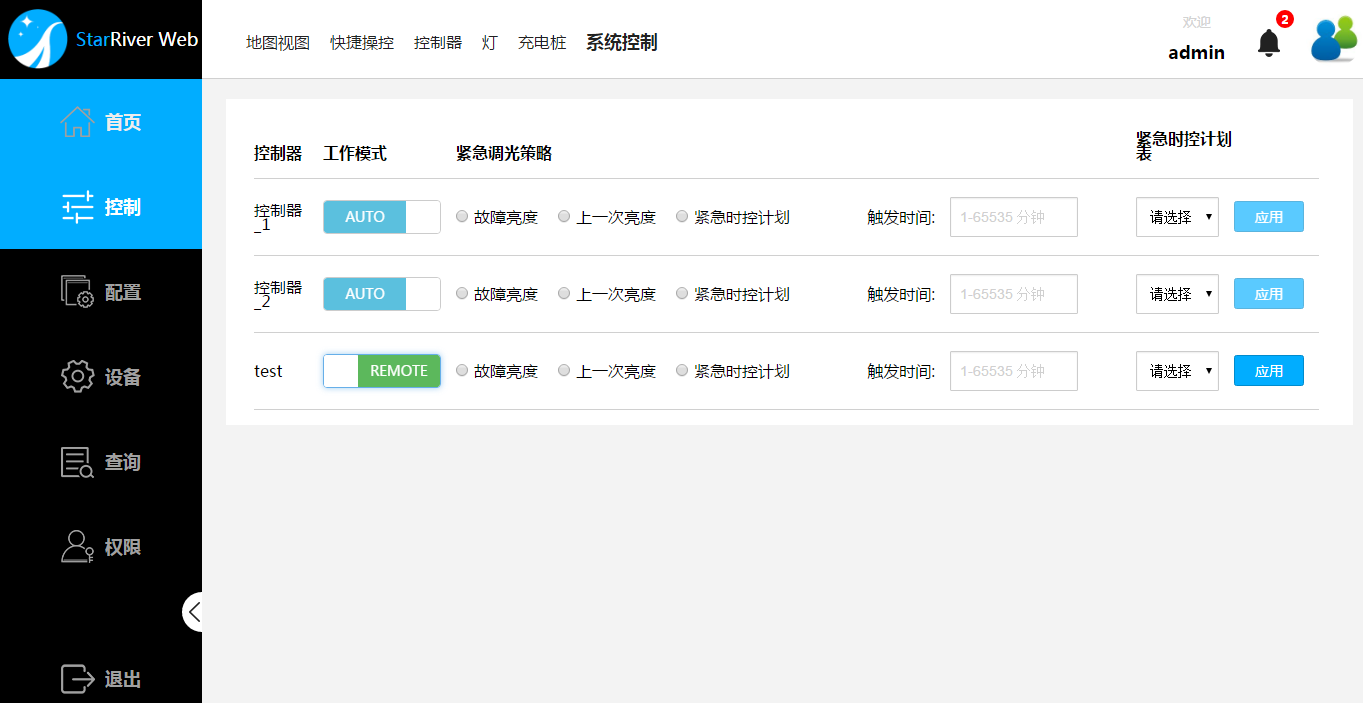 StarRiver Web
地图视图 快捷操控 控制器 灯 充电桩 系统控制
欢迎
admin
2
首页
控制
配置
设备
查询
权限
退出
控制器 工作模式 紧急调光策略 紧急时控计划
表
控制器
_1
AUTO 故障亮度 上一次亮度 紧急时控计划 触发时间: 1-65535 分钟 请选择 应用
控制器
_2
AUTO 故障亮度 上一次亮度 紧急时控计划 触发时间: 1-65535 分钟 请选择 应用
test REMOTE 故障亮度 上一次亮度 紧急时控计划 触发时间: 1-65535 分钟 请选择 应用